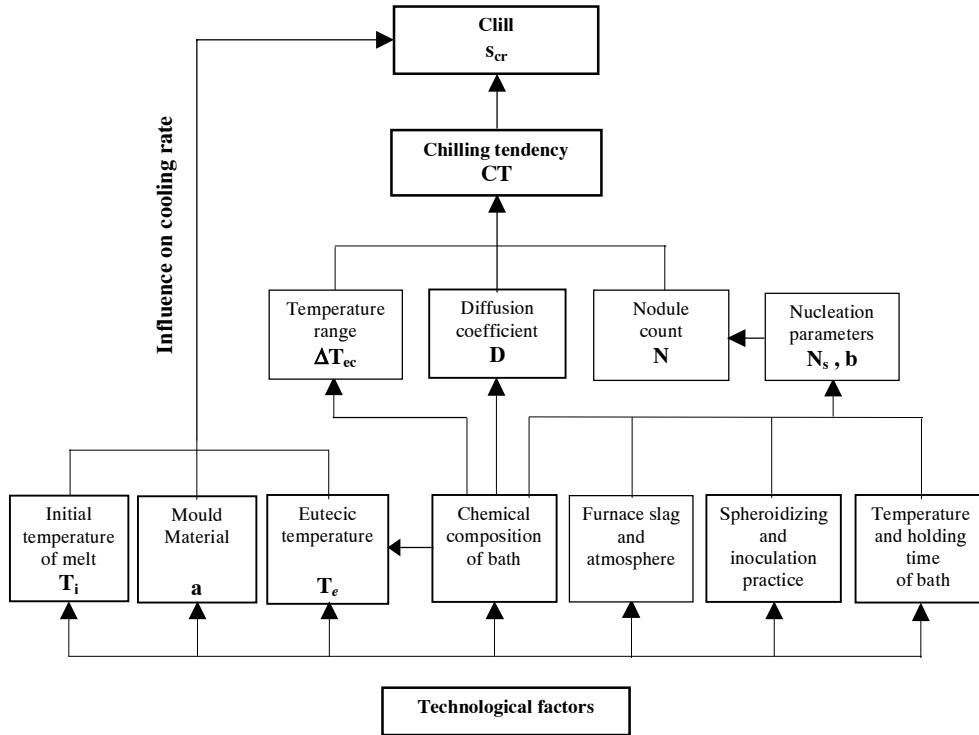 Clill
s_cr
Influence on cooling rate
Chilling tendency
CT
Temperature
range
ΔT_ec
Diffusion
coefficient
D
Nodule
count
N
Nucleation
parameters
N_s , b
Initial
temperature
of melt
T_i
Mould
Material
a
Eutecic
temperature
T_e
Chemical
composition
of bath
Furnace slag
and
atmosphere
Spheroidizing
and
inoculation
practice
Temperature
and holding
time
of bath
Technological factors